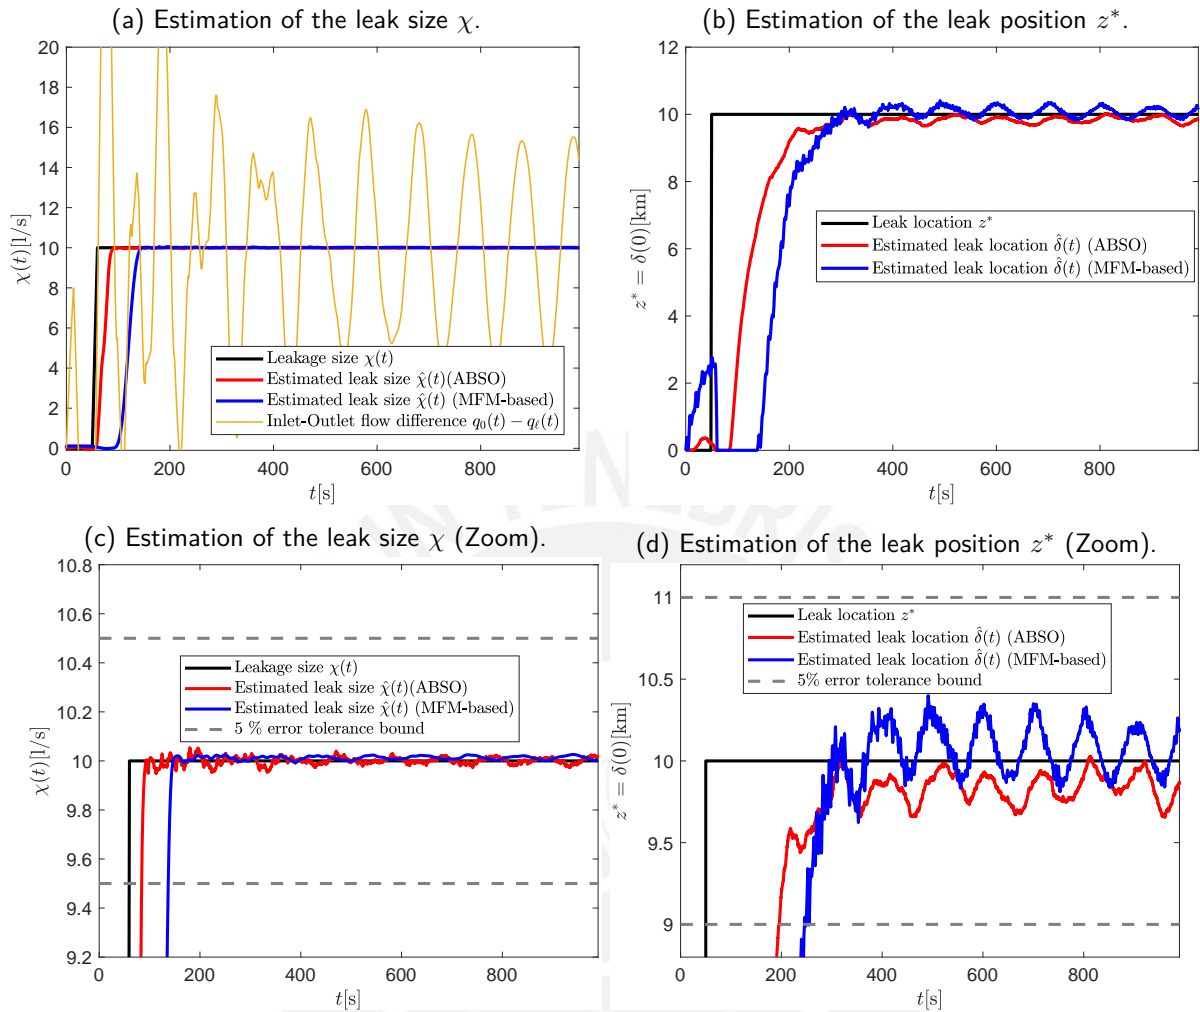 (a) Estimation of the leak size χ.
20
18
16
14
12
10
8
6
4
2
0
χ(t)[l/s]
Leakage size χ(t)
Estimated leak size χ̂(t)(ABSO)
Estimated leak size χ̂(t) (MFM-based)
Inlet-Outlet flow difference q₀(t) − qℓ(t)
0 200 400 600 800
t[s]
(b) Estimation of the leak position z*.
12
10
8
6
4
2
0
z* = δ(0)[km]
Leak location z*
Estimated leak location δ̂(t) (ABSO)
Estimated leak location δ̂(t) (MFM-based)
0 200 400 600 800
t[s]
(c) Estimation of the leak size χ (Zoom).
10.8
10.6
10.4
10.2
10
9.8
9.6
9.4
9.2
χ(t)[l/s]
Leakage size χ(t)
Estimated leak size χ̂(t)(ABSO)
Estimated leak size χ̂(t) (MFM-based)
5 % error tolerance bound
0 200 400 600 800
t[s]
(d) Estimation of the leak position z* (Zoom).
11
10.5
10
9.5
9
z* = δ(0)[km]
Leak location z*
Estimated leak location δ̂(t) (ABSO)
Estimated leak location δ̂(t) (MFM-based)
5% error tolerance bound
0 200 400 600 800
t[s]